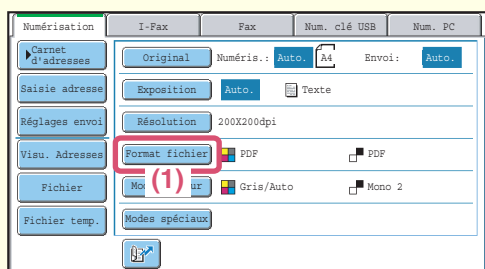 Numérisation I-Fax Fax Num. clé USB Num. PC
Carnet d'adresses
Original Numéris.: Auto. A4 Envoi: Auto.
Saisie adresse
Exposition Auto. Texte
Réglages envoi
Résolution 200X200dpi
Visu. Adresses
Format fichier PDF PDF
Fichier
(1) Gris/Auto Mono 2
Fichier temp.
Modes spéciaux